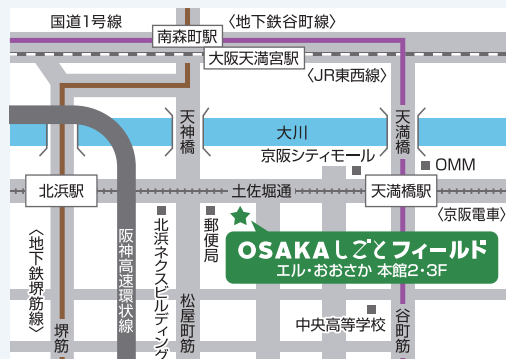 国道1号線
〈地下鉄谷町線〉
南森町駅
大阪天満宮駅
〈JR東西線〉
天神橋
天満橋
大川
京阪シティモール
OMM
北浜駅
土佐堀通
天満橋駅
〈京阪電車〉
〈地下鉄堺筋線〉
阪神高速環状線
北浜ネクスビルディング
郵便局
OSAKAしごとフィールド
エル・おおさか 本館2・3F
堺筋
松屋町筋
中央高等学校
谷町筋